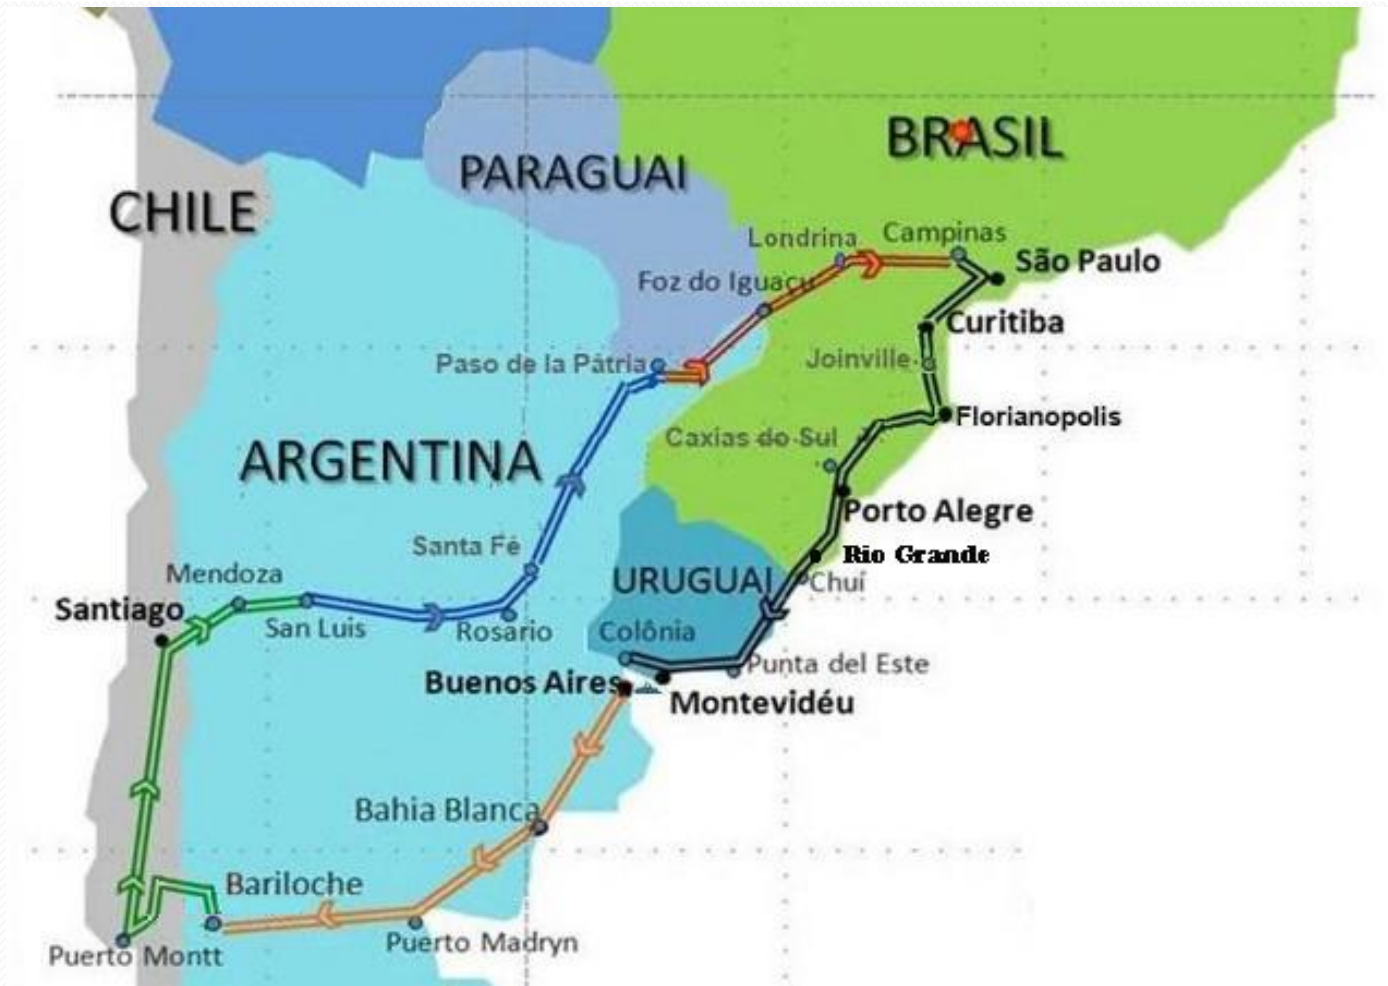 BRASIL
PARAGUAI
CHILE
Londrina
Campinas
São Paulo
Foz do Iguaçu
Curitiba
Joinville
Paso de la Pátria
Florianopolis
Caxias do Sul
ARGENTINA
Porto Alegre
Santa Fé
Rio Grande
Mendoza
URUGUAI
Chuí
Santiago
San Luis
Rosário
Colônia
Punta del Este
Buenos Aires
Montevidéu
Bahia Blanca
Bariloche
Puerto Madryn
Puerto Montt